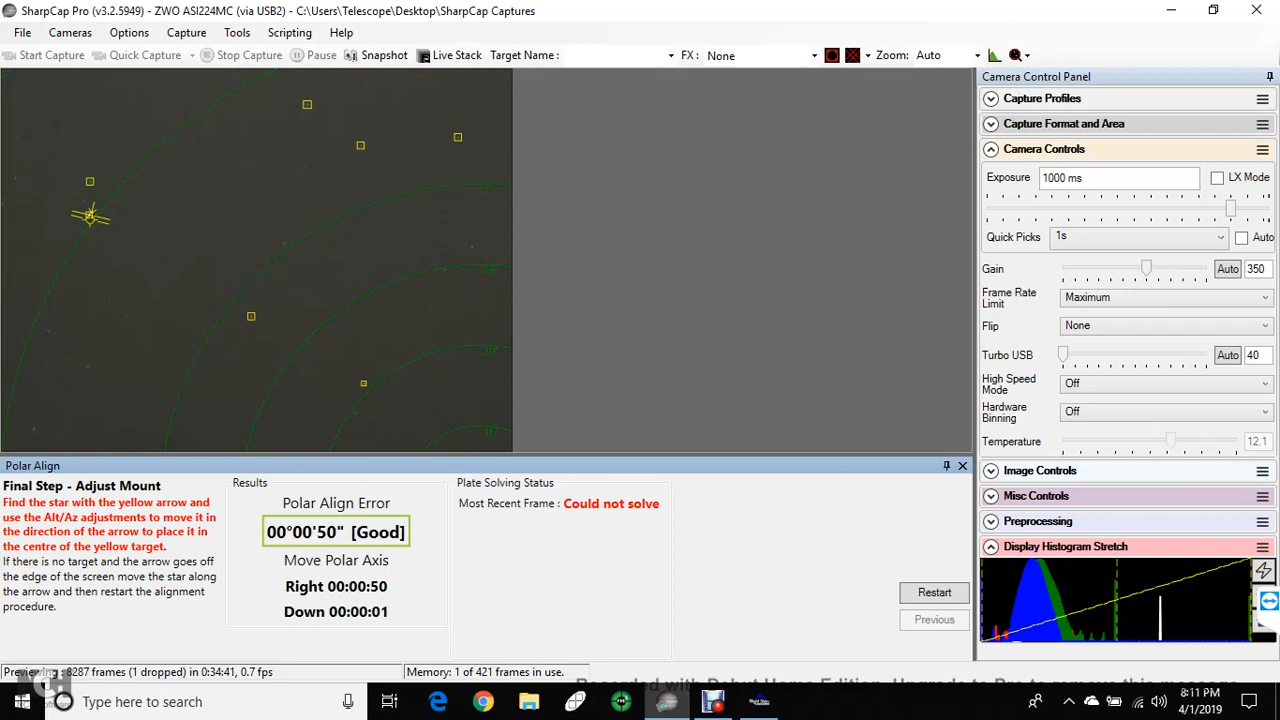 SharpCap Pro (v3.2.5949) - ZWO ASI224MC (via USB2) - C:\Users\Telescope\Desktop\SharpCap Captures
File Cameras Options Capture Tools Scripting Help
Start Capture Quick Capture Stop Capture Pause Snapshot Live Stack Target Name : FX: None Zoom: Auto
Camera Control Panel
Capture Profiles
Capture Format and Area
Camera Controls
Exposure 1000 ms LX Mode
Quick Picks 1s Auto
Gain Auto 350
Frame Rate
Limit Maximum
Flip None
Turbo USB Auto 40
High Speed
Mode Off
Hardware
Binning Off
Temperature 12.1
Image Controls
Misc Controls
Preprocessing
Display Histogram Stretch
30'
Polar Align
Final Step - Adjust Mount
Find the star with the yellow arrow and
use the Alt/Az adjustments to move it in
the direction of the arrow to place it in
the centre of the yellow target.
If there is no target and the arrow goes off
the edge of the screen move the star along
the arrow and then restart the alignment
procedure.
Results
Polar Align Error
00°00'50" [Good]
Move Polar Axis
Right 00:00:50
Down 00:00:01
Plate Solving Status
Most Recent Frame : Could not solve
Restart
Previous
Previewing : 8287 frames (1 dropped) in 0:34:41, 0.7 fps
Memory: 1 of 421 frames in use.
Type here to search
8:11 PM
4/1/2019